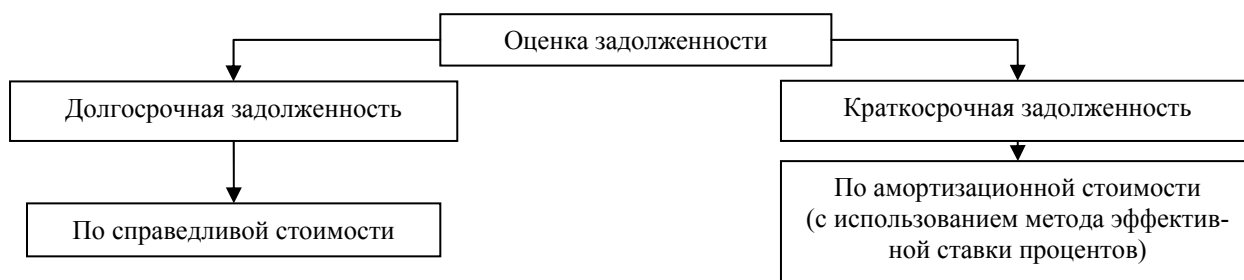 Оценка задолженности
Долгосрочная задолженность
Краткосрочная задолженность
По справедливой стоимости
По амортизационной стоимости
(с использованием метода эффектив-
ной ставки процентов)